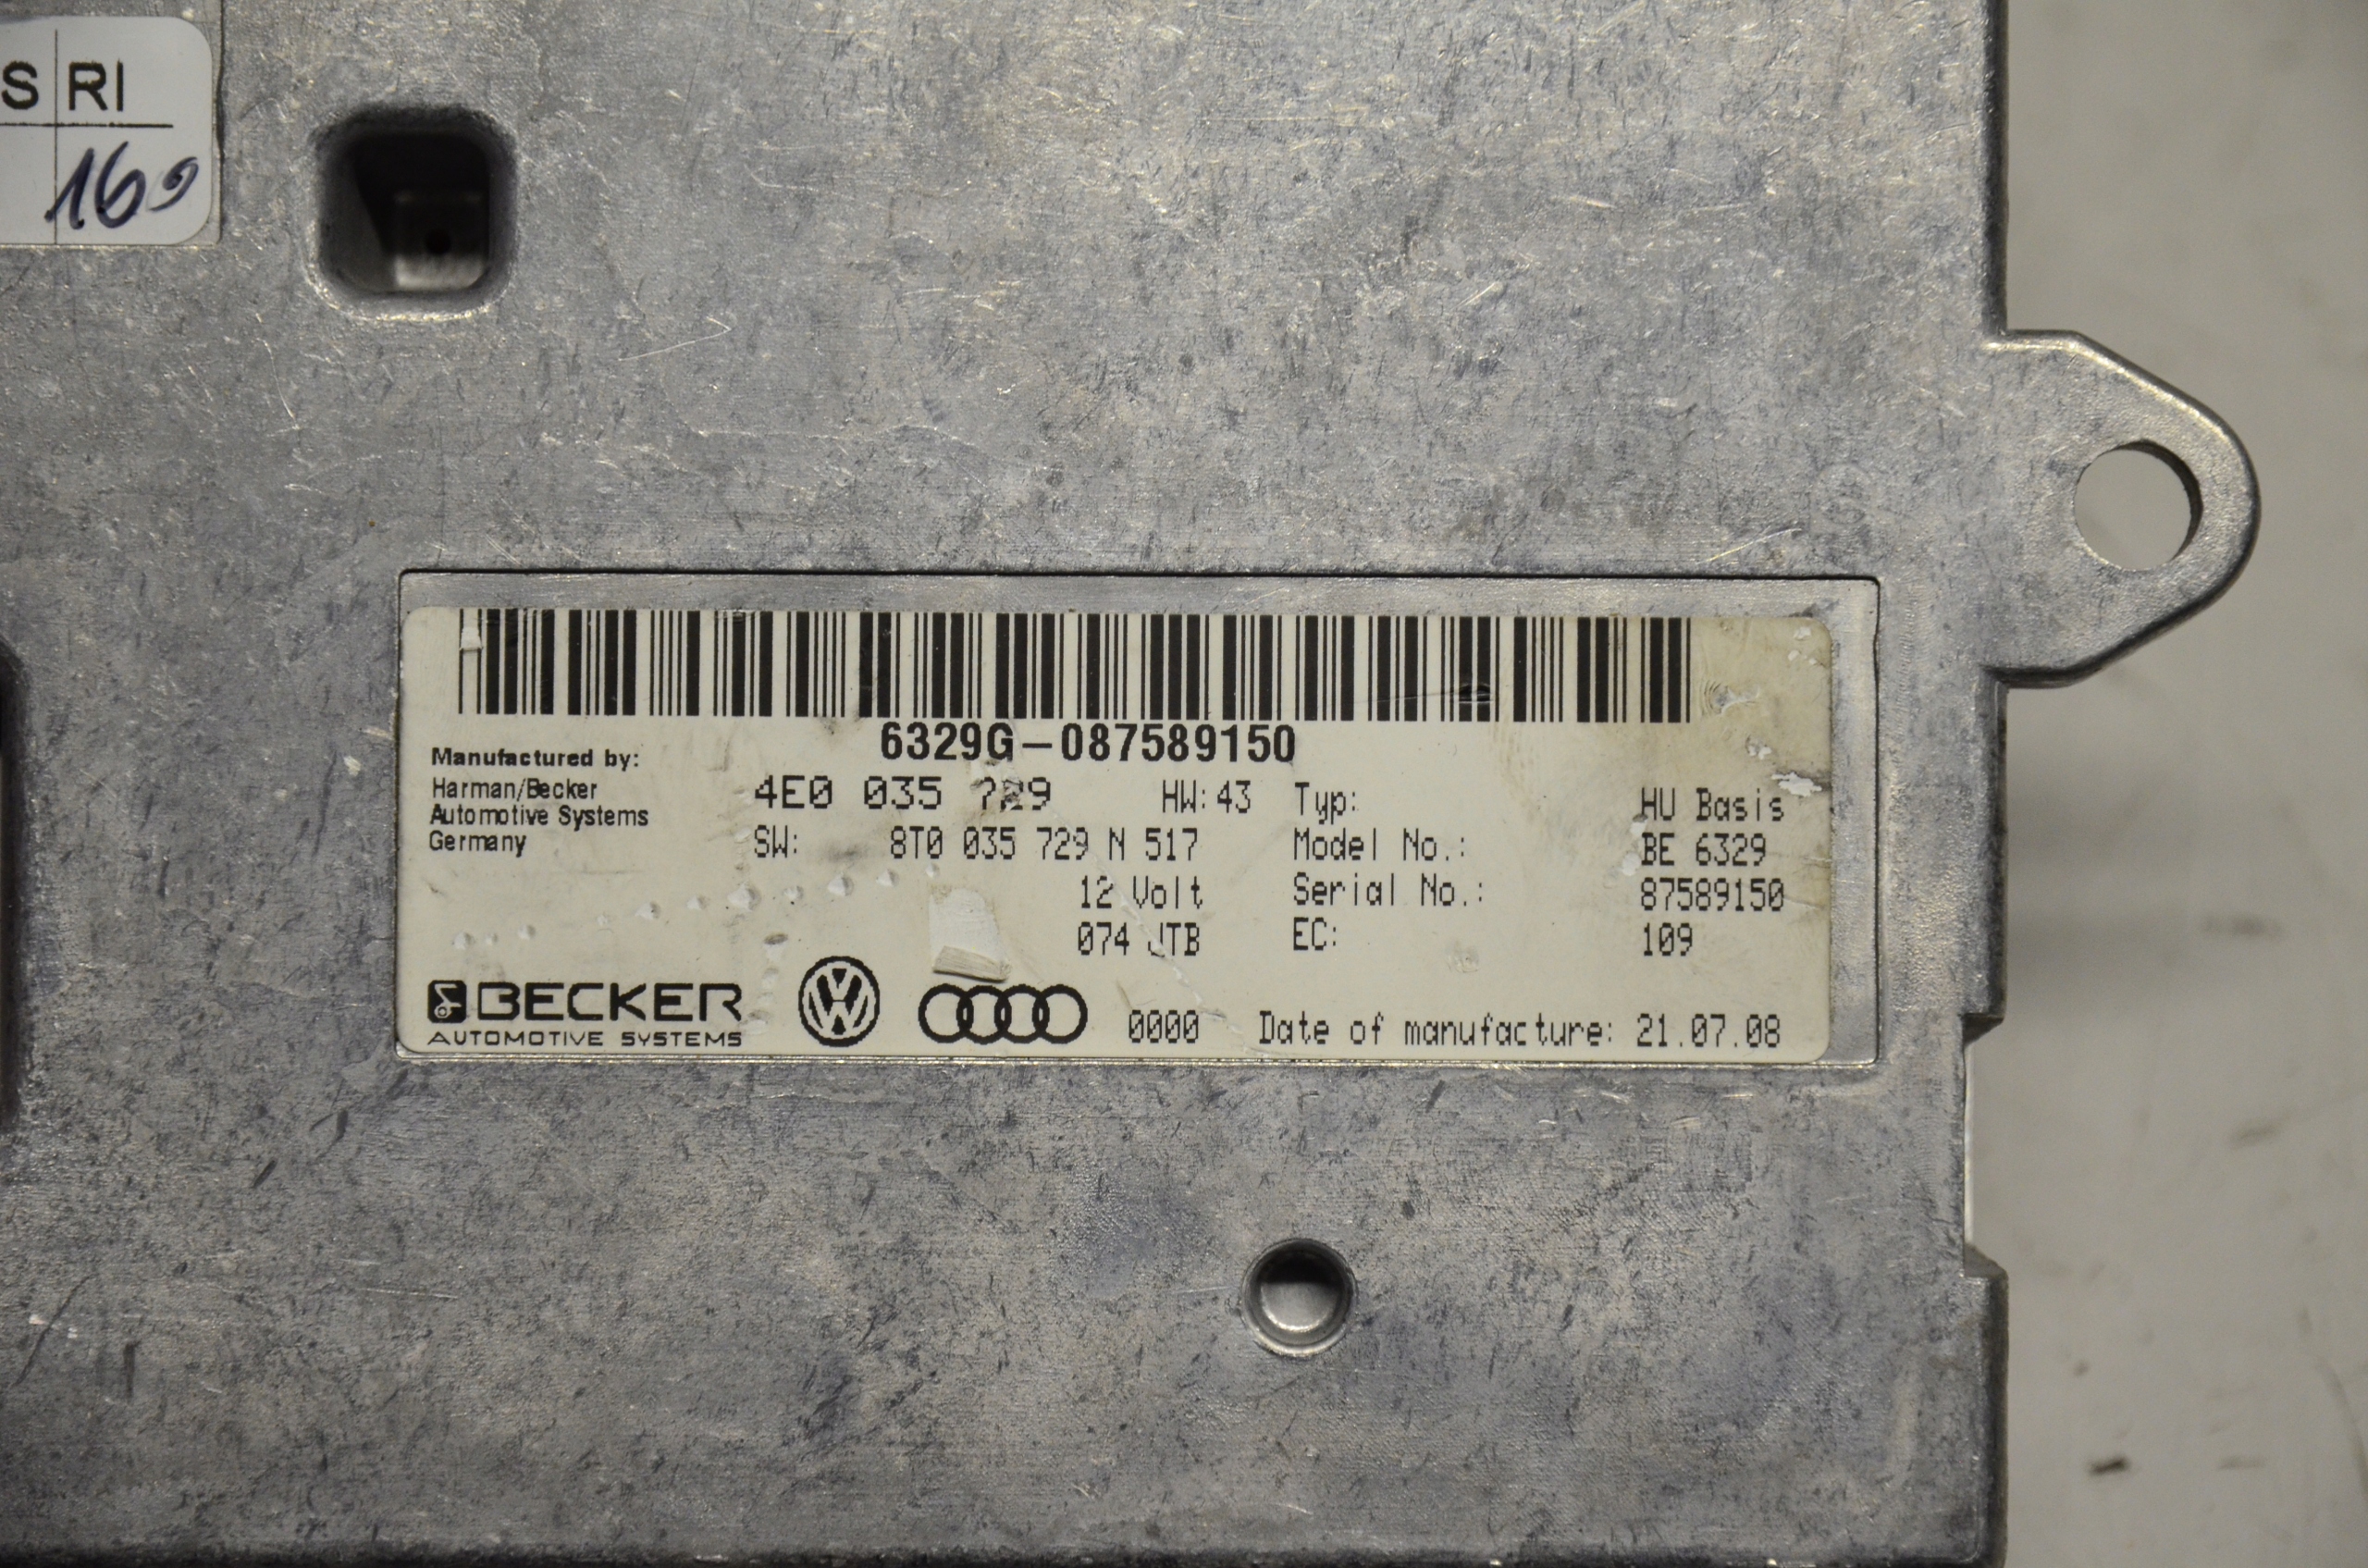 S RI
169
6329G-087589150
Manufactured by:
Harman/Becker
Automotive Systems
Germany
4E0 035 729 HW:43
SW: 8T0 035 729 N 517
12 Volt
074 JTB
Typ: HU Basis
Model No.: BE 6329
Serial No.: 87589150
EC: 109
BECKER
AUTOMOTIVE SYSTEMS
0000 Date of manufacture: 21.07.08